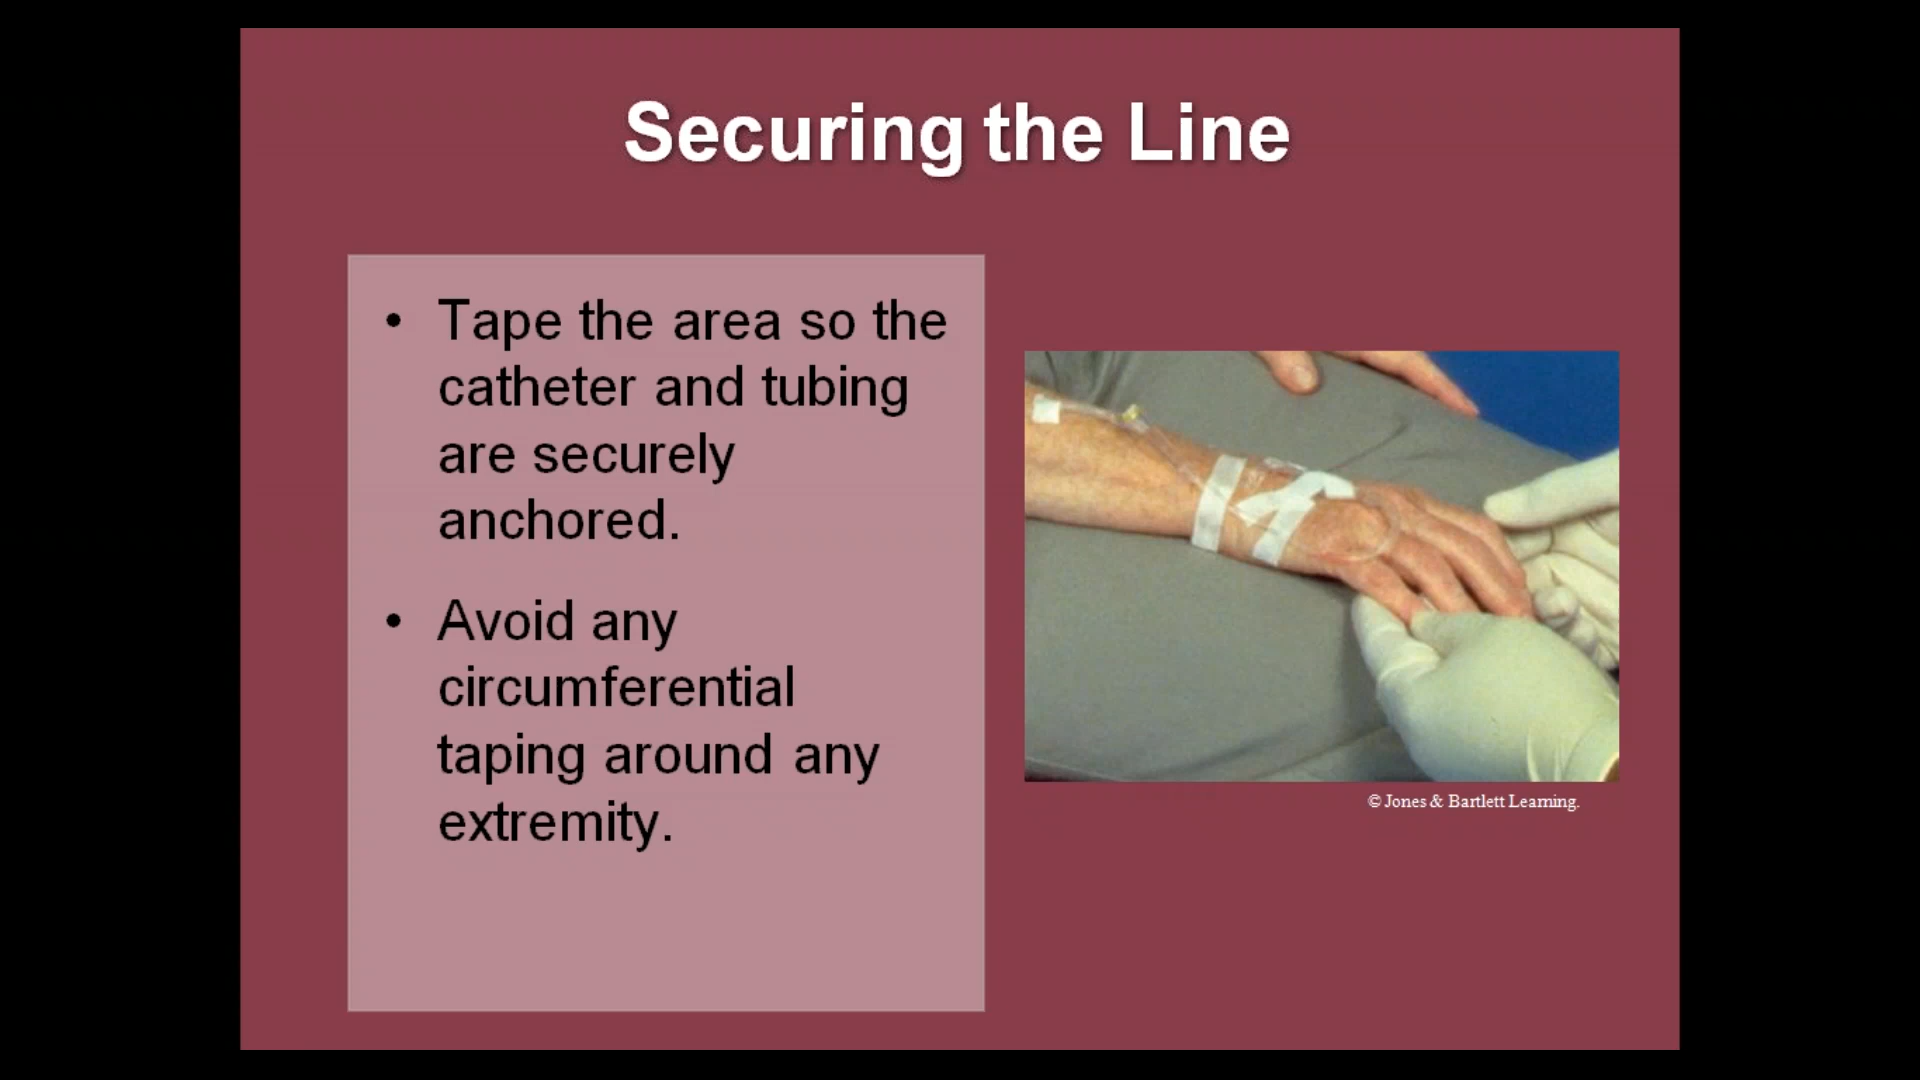 Securing the Line
• Tape the area so the
catheter and tubing
are securely
anchored.
• Avoid any
circumferential
taping around any
extremity.
© Jones & Bartlett Learning.